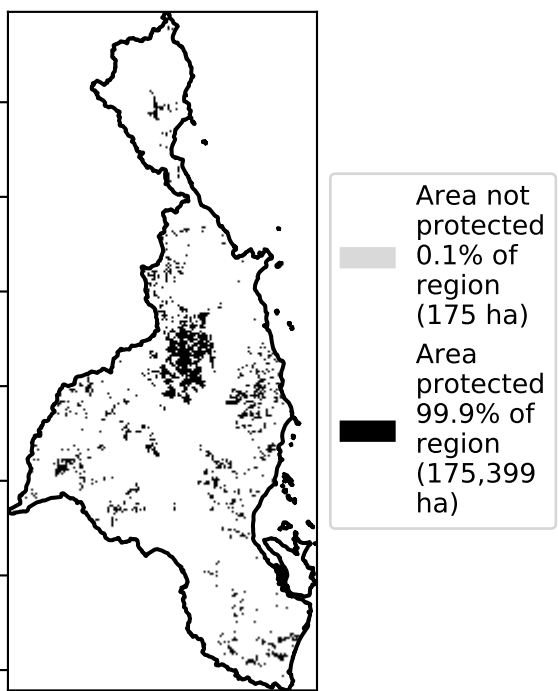 Area not
protected
0.1% of
region
(175 ha)
Area
protected
99.9% of
region
(175,399
ha)